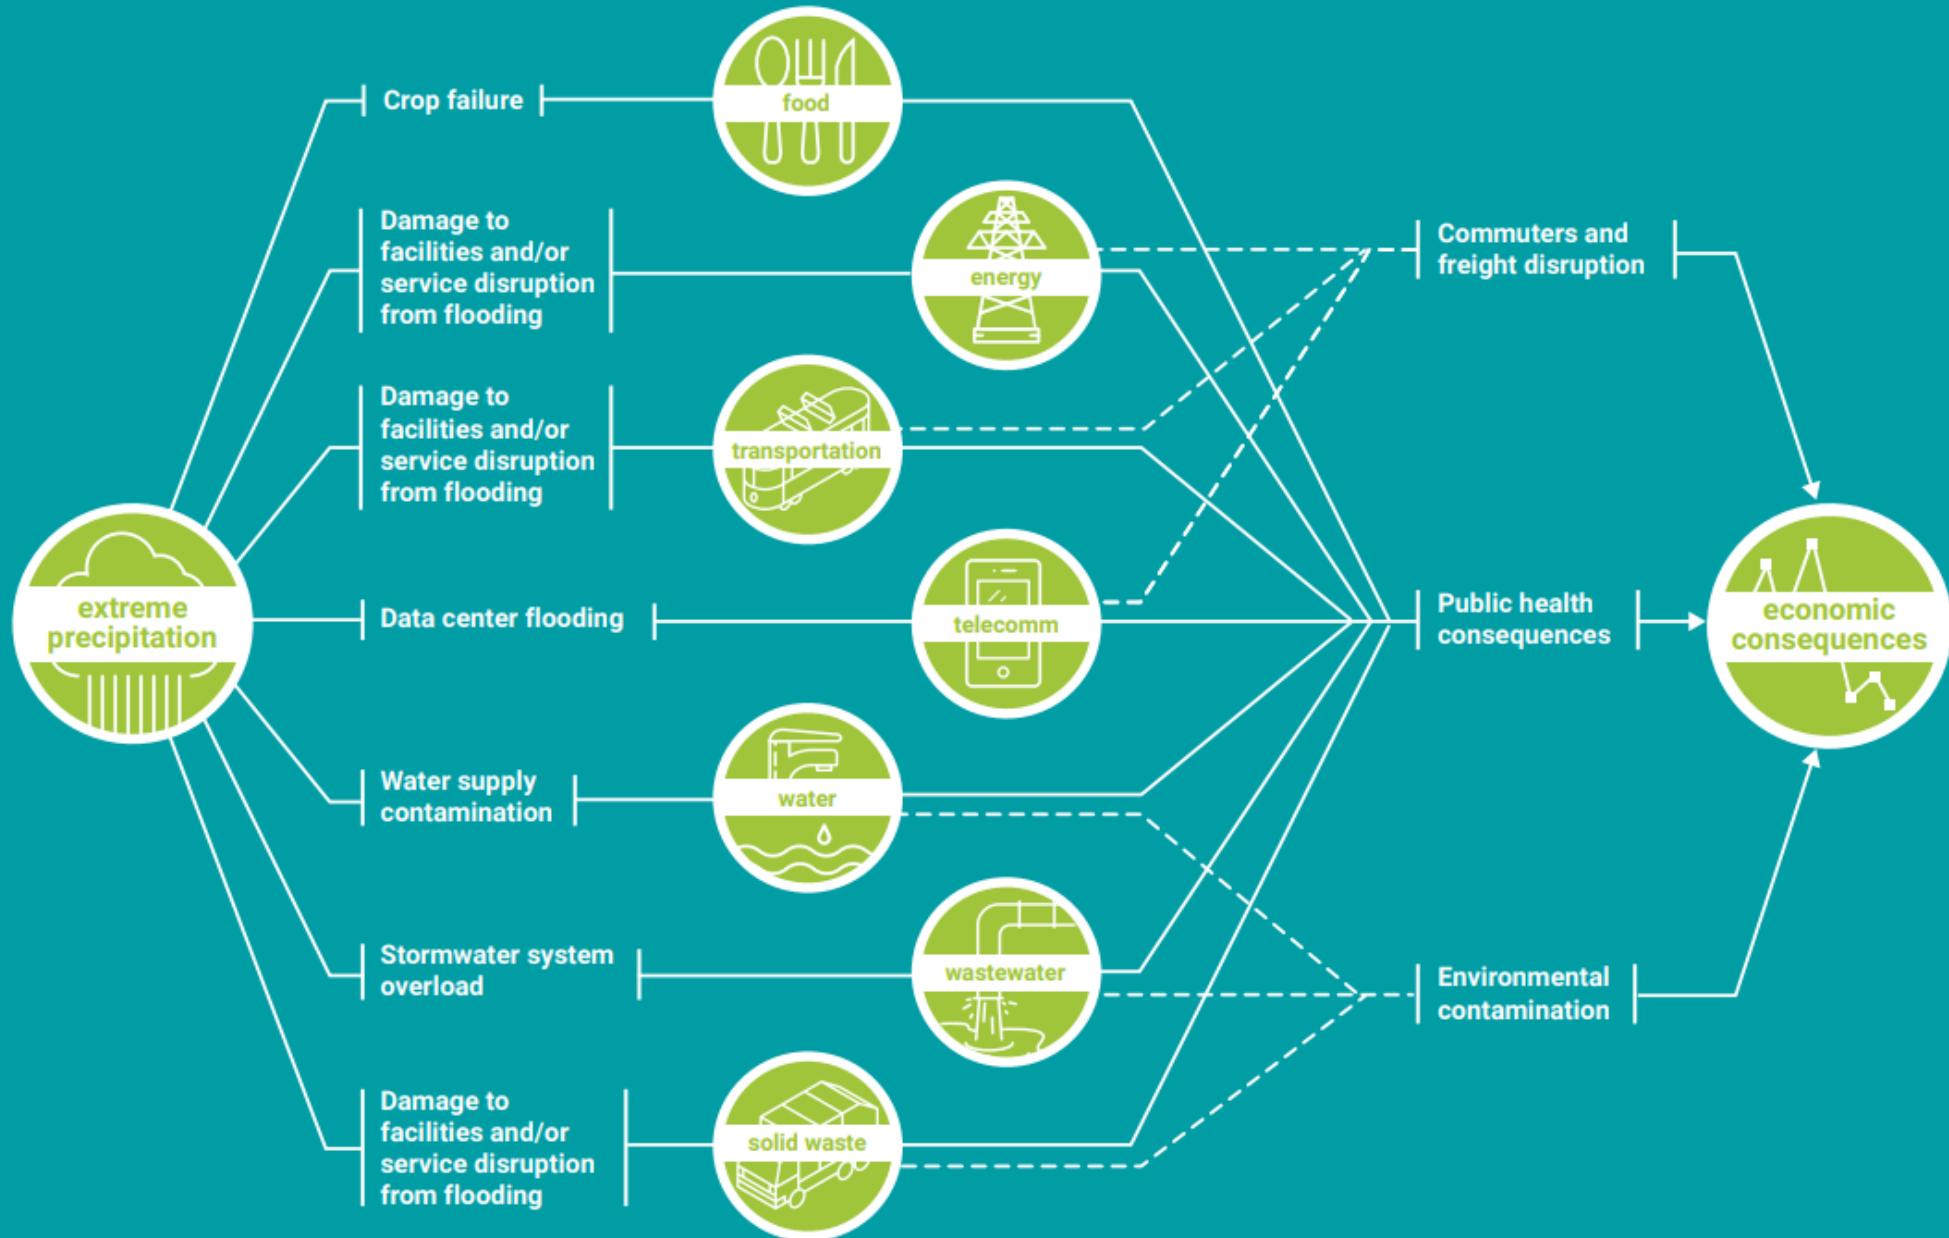 Crop failure
food
Damage to
facilities and/or
service disruption
from flooding
energy
Commuters and
freight disruption
Damage to
facilities and/or
service disruption
from flooding
transportation
extreme
precipitation
Data center flooding
telecomm
Public health
consequences
economic
consequences
Water supply
contamination
water
Stormwater system
overload
wastewater
Environmental
contamination
Damage to
facilities and/or
service disruption
from flooding
solid waste